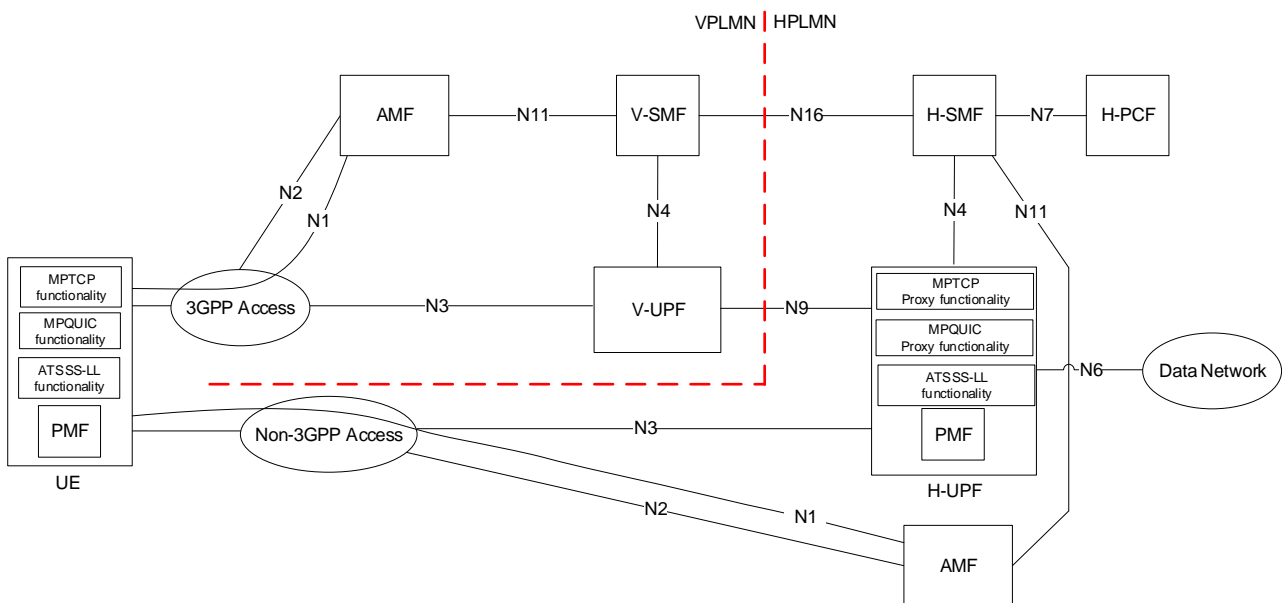 VPLMN HPLMN
AMF
N11
V-SMF
N16
H-SMF
N7
H-PCF
N2
N1
N4
N4
N11
MPTCP
functionality
MPQUIC
functionality
ATSSS-LL
functionality
PMF
UE
3GPP Access
N3
V-UPF
N9
MPTCP
Proxy functionality
MPQUIC
Proxy functionality
ATSSS-LL
functionality
PMF
H-UPF
N6
Data Network
Non-3GPP Access
N3
N2
N1
AMF